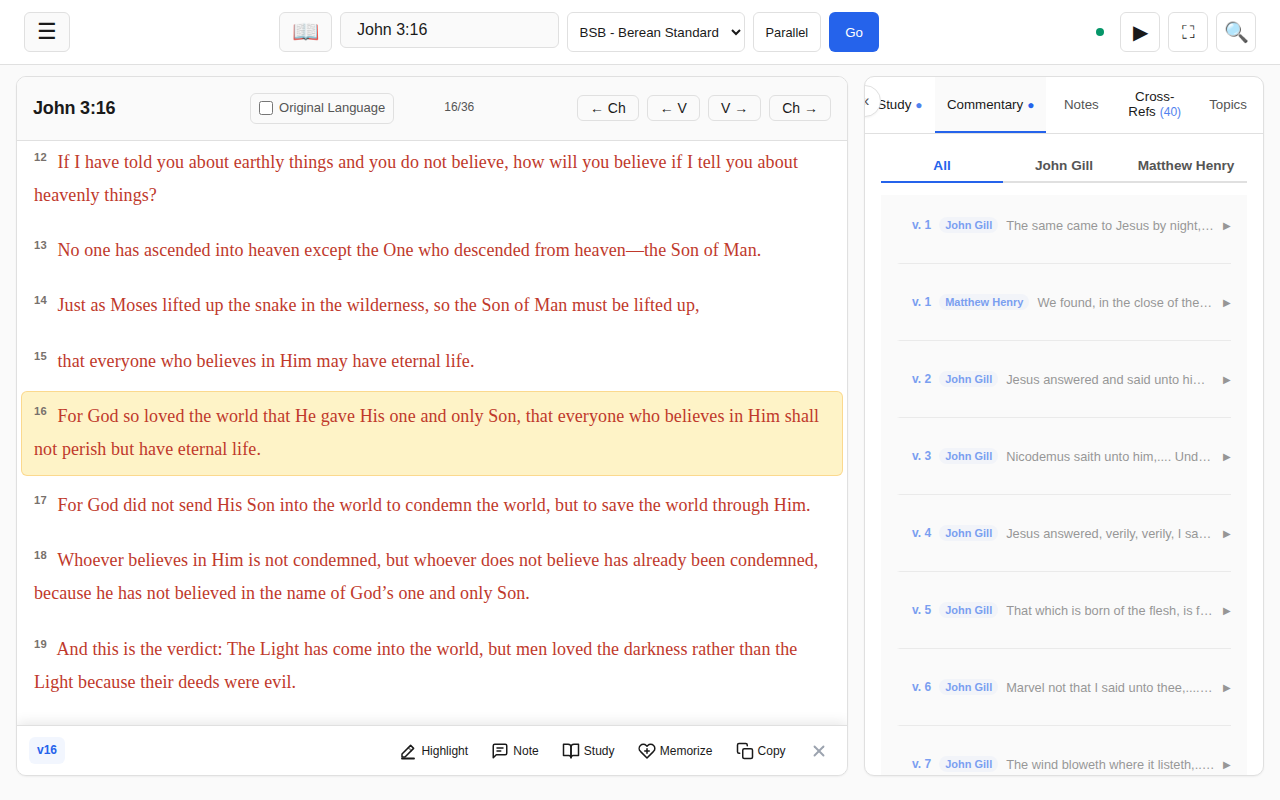 ☰ 📖 John 3:16 BSB - Berean Standard Parallel Go ▶ 🔍
John 3:16 Original Language 16/36 ← Ch ← V V → Ch →
12 If I have told you about earthly things and you do not believe, how will you believe if I tell you about
heavenly things?
13 No one has ascended into heaven except the One who descended from heaven—the Son of Man.
14 Just as Moses lifted up the snake in the wilderness, so the Son of Man must be lifted up,
15 that everyone who believes in Him may have eternal life.
16 For God so loved the world that He gave His one and only Son, that everyone who believes in Him shall
not perish but have eternal life.
17 For God did not send His Son into the world to condemn the world, but to save the world through Him.
18 Whoever believes in Him is not condemned, but whoever does not believe has already been condemned,
because he has not believed in the name of God’s one and only Son.
19 And this is the verdict: The Light has come into the world, but men loved the darkness rather than the
Light because their deeds were evil.
v16 Highlight Note Study Memorize Copy ✕
‹ Study ● Commentary ● Notes Cross-
Refs (40) Topics
All John Gill Matthew Henry
v. 1 John Gill The same came to Jesus by night,… ▶
v. 1 Matthew Henry We found, in the close of the… ▶
v. 2 John Gill Jesus answered and said unto hi… ▶
v. 3 John Gill Nicodemus saith unto him,.... Und… ▶
v. 4 John Gill Jesus answered, verily, verily, I sa… ▶
v. 5 John Gill That which is born of the flesh, is f… ▶
v. 6 John Gill Marvel not that I said unto thee,....… ▶
v. 7 John Gill The wind bloweth where it listeth,..… ▶